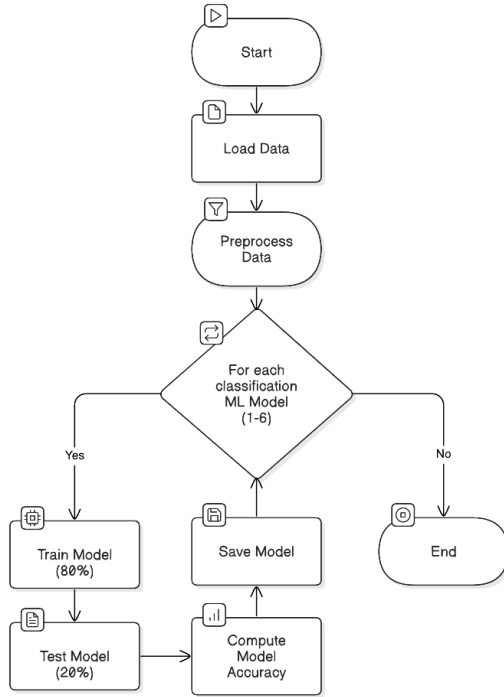 Start
Load Data
Preprocess
Data
For each
classification
ML Model
(1-6)
Yes
No
Train Model
(80%)
Save Model
End
Test Model
(20%)
Compute
Model
Accuracy